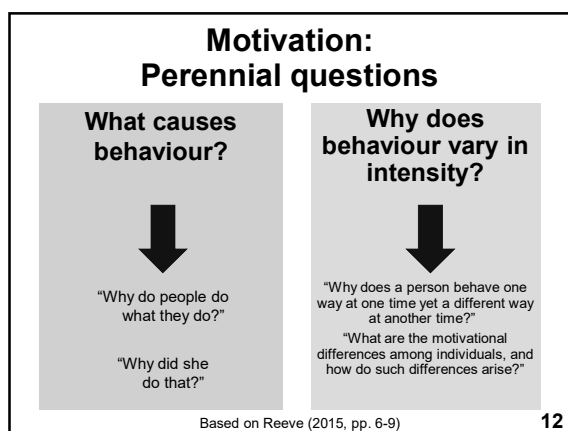 Motivation:
Perennial questions
What causes
behaviour?
“Why do people do
what they do?”
“Why did she
do that?”
Why does
behaviour vary in
intensity?
“Why does a person behave one
way at one time yet a different way
at another time?”
“What are the motivational
differences among individuals, and
how do such differences arise?”
Based on Reeve (2015, pp. 6-9)
12